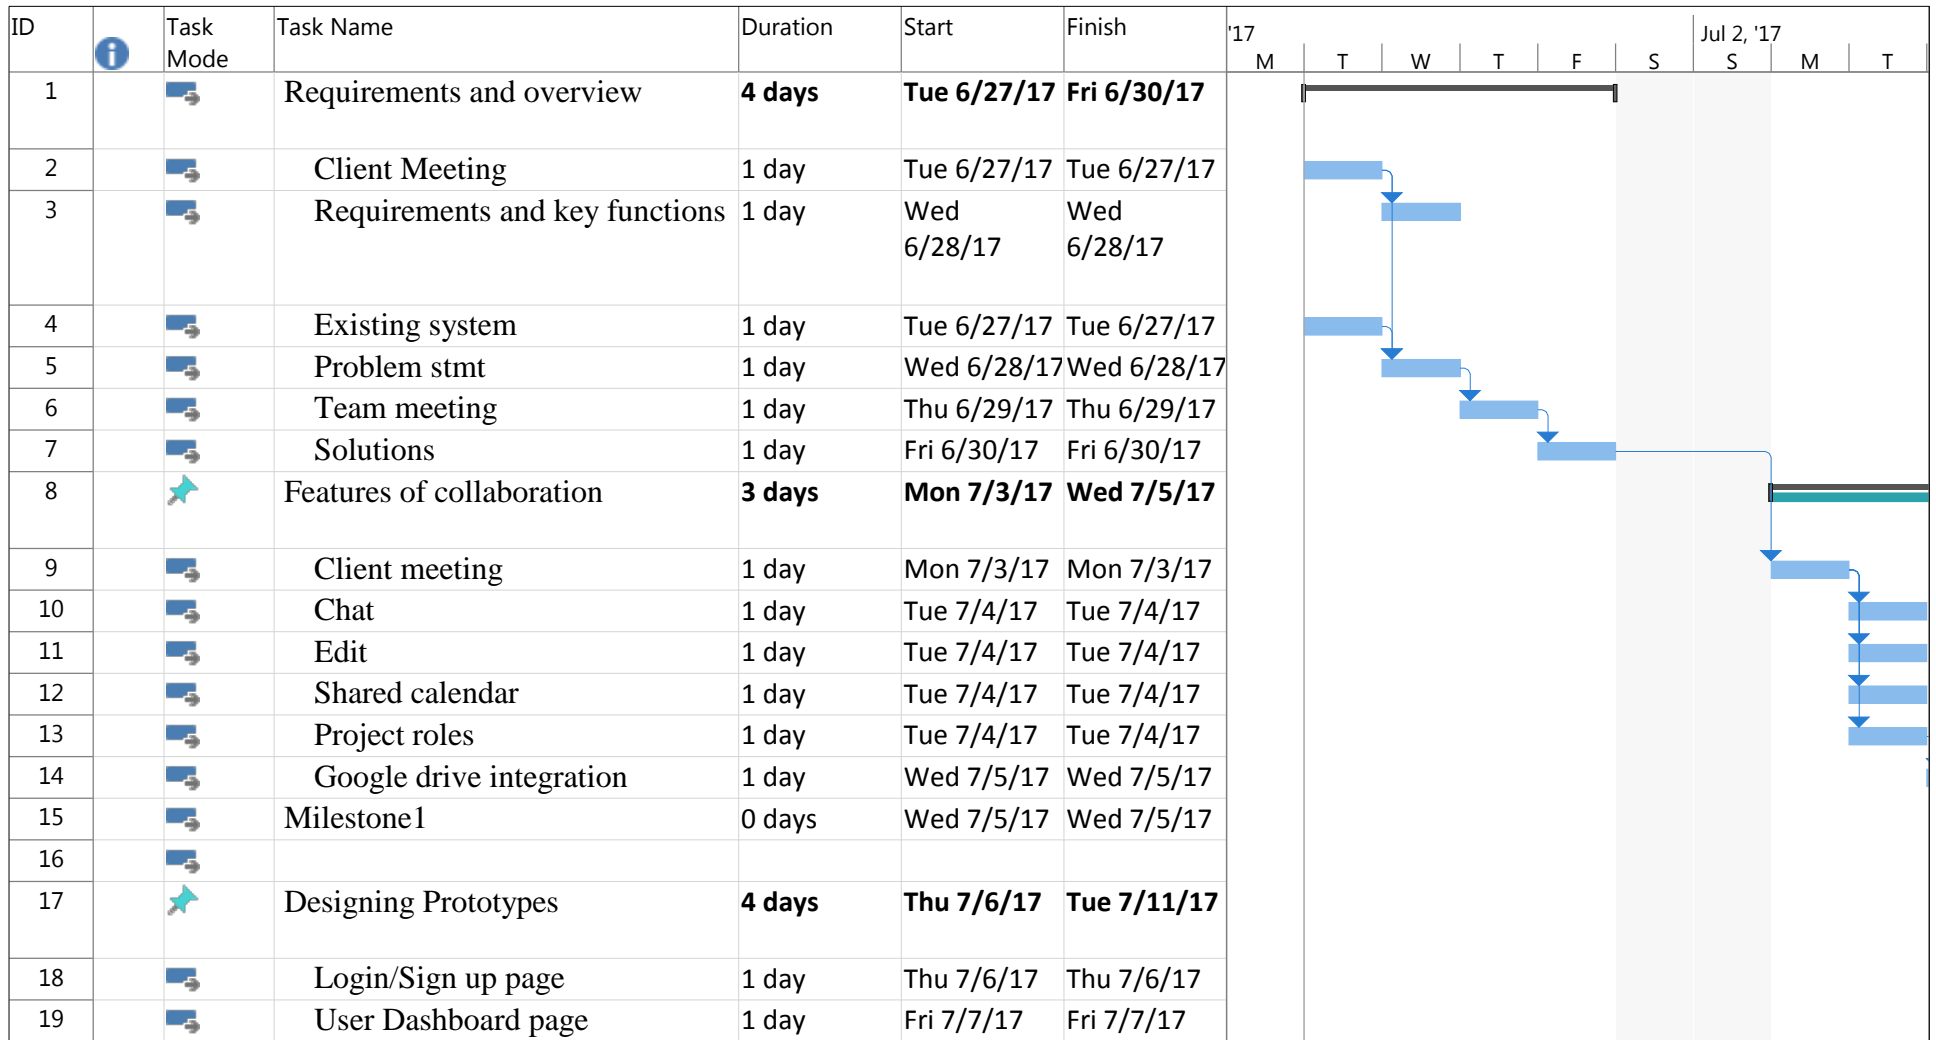 ID Task Mode Task Name Duration Start Finish '17 Jul 2, '17
M T W T F S S M T
1 Requirements and overview 4 days Tue 6/27/17 Fri 6/30/17
2 Client Meeting 1 day Tue 6/27/17 Tue 6/27/17
3 Requirements and key functions 1 day Wed 6/28/17 Wed 6/28/17
4 Existing system 1 day Tue 6/27/17 Tue 6/27/17
5 Problem stmt 1 day Wed 6/28/17 Wed 6/28/17
6 Team meeting 1 day Thu 6/29/17 Thu 6/29/17
7 Solutions 1 day Fri 6/30/17 Fri 6/30/17
8 Features of collaboration 3 days Mon 7/3/17 Wed 7/5/17
9 Client meeting 1 day Mon 7/3/17 Mon 7/3/17
10 Chat 1 day Tue 7/4/17 Tue 7/4/17
11 Edit 1 day Tue 7/4/17 Tue 7/4/17
12 Shared calendar 1 day Tue 7/4/17 Tue 7/4/17
13 Project roles 1 day Tue 7/4/17 Tue 7/4/17
14 Google drive integration 1 day Wed 7/5/17 Wed 7/5/17
15 Milestone1 0 days Wed 7/5/17 Wed 7/5/17
16
17 Designing Prototypes 4 days Thu 7/6/17 Tue 7/11/17
18 Login/Sign up page 1 day Thu 7/6/17 Thu 7/6/17
19 User Dashboard page 1 day Fri 7/7/17 Fri 7/7/17